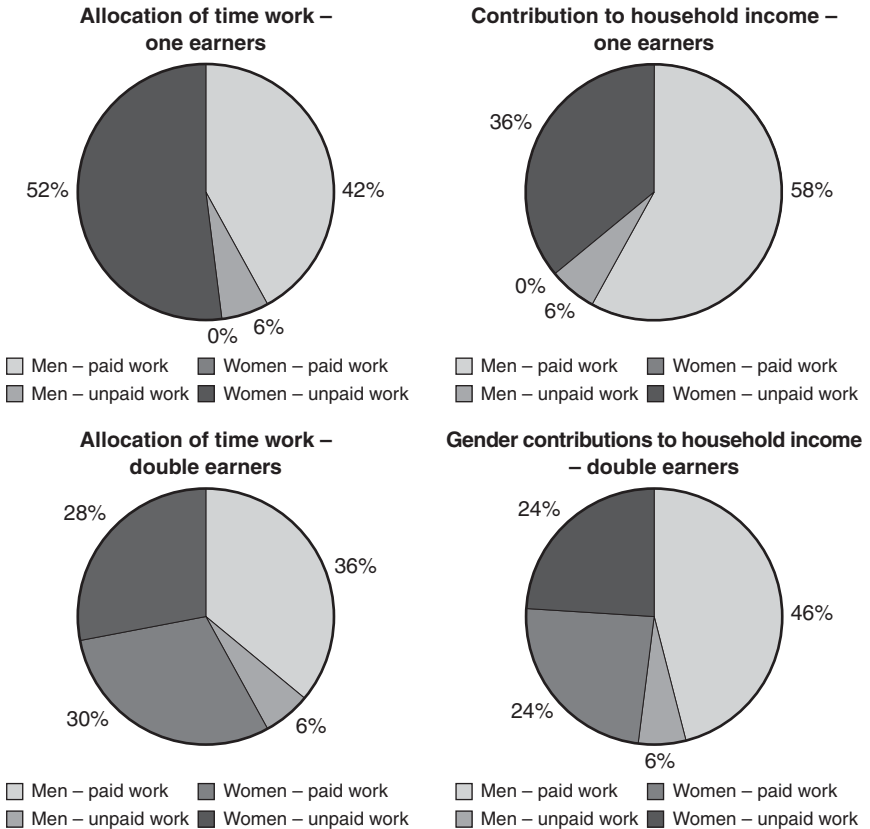 Allocation of time work –
one earners
52%
42%
0%
6%
Men – paid work
Women – paid work
Men – unpaid work
Women – unpaid work
Contribution to household income –
one earners
36%
58%
0%
6%
Men – paid work
Women – paid work
Men – unpaid work
Women – unpaid work
Allocation of time work –
double earners
28%
36%
30%
6%
Men – paid work
Women – paid work
Men – unpaid work
Women – unpaid work
Gender contributions to household income
– double earners
24%
46%
24%
6%
Men – paid work
Women – paid work
Men – unpaid work
Women – unpaid work